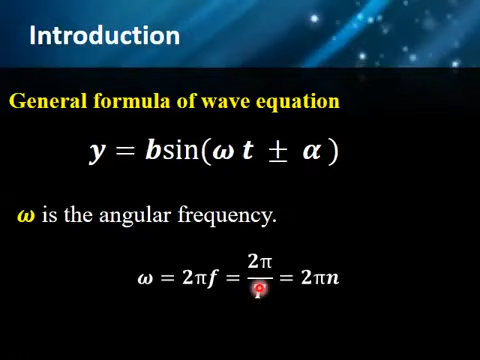 Introduction
General formula of wave equation
y = bsin(ω t ± α )
ω is the angular frequency.
ω = 2πf = 2π/ = 2πn